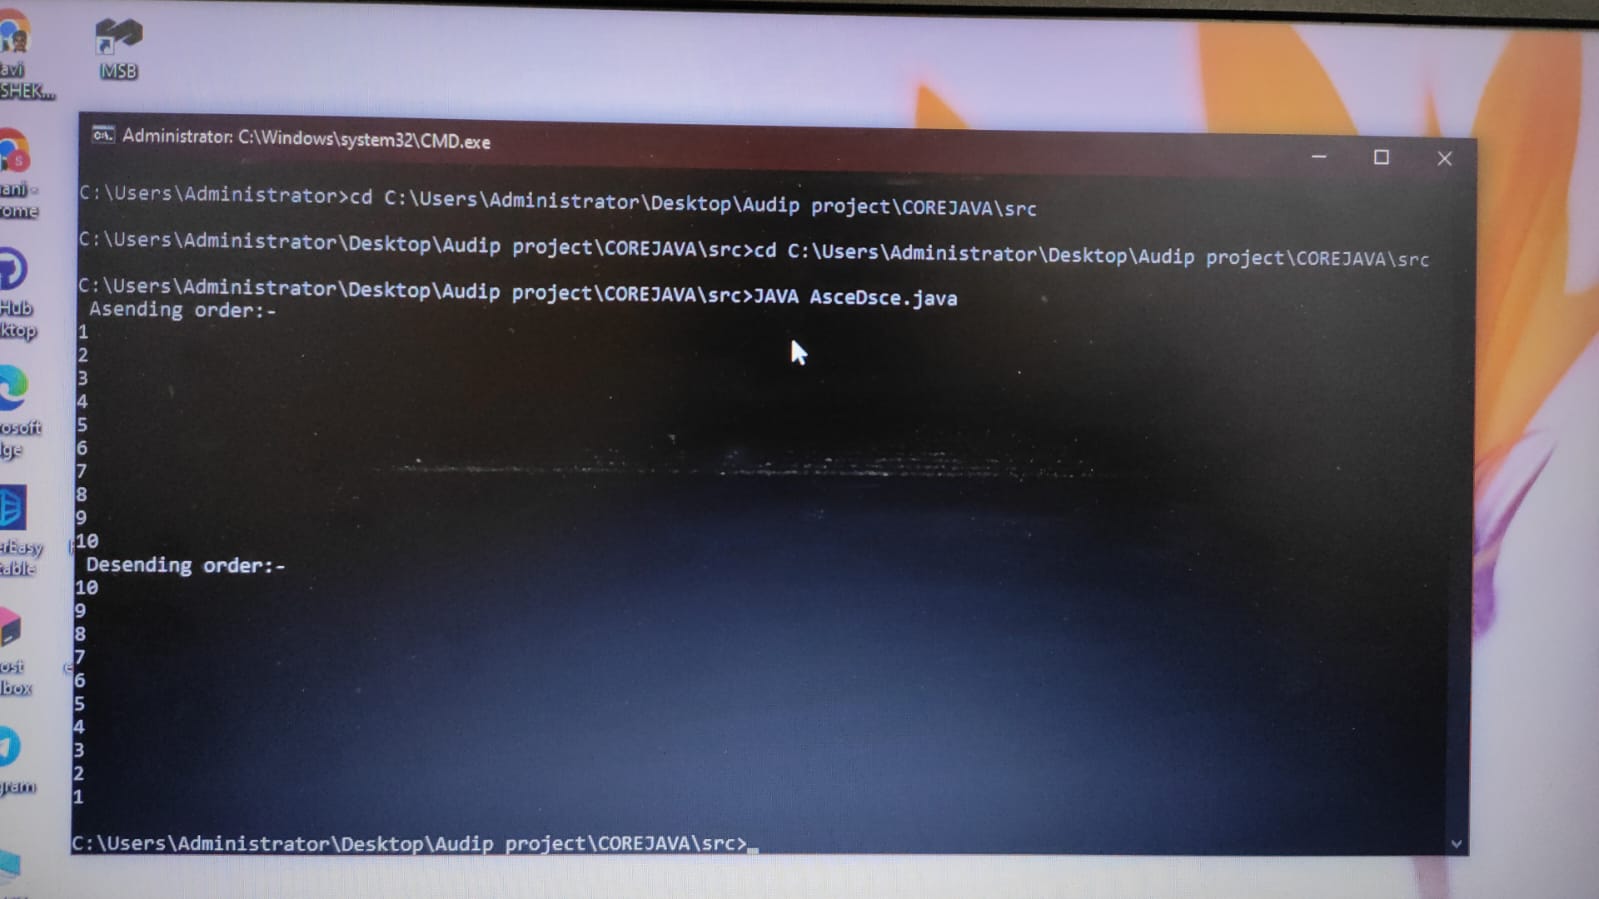 MSB
avi
SHEK...
ani -
ome
Hub
ktop
osoft
dge
rEasy
table
ost
lbox
gram
Administrator: C:\Windows\system32\CMD.exe
C:\Users\Administrator>cd C:\Users\Administrator\Desktop\Audip project\COREJAVA\src
C:\Users\Administrator\Desktop\Audip project\COREJAVA\src>cd C:\Users\Administrator\Desktop\Audip project\COREJAVA\src
C:\Users\Administrator\Desktop\Audip project\COREJAVA\src>JAVA AsceDsce.java
Asending order:-
1
2
3
4
5
6
7
8
9
10
Desending order:-
10
9
8
7
6
5
4
3
2
1
C:\Users\Administrator\Desktop\Audip project\COREJAVA\src>